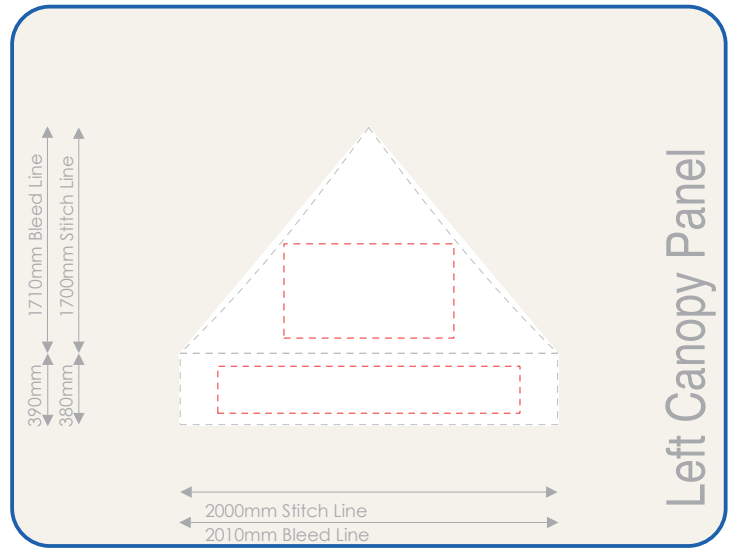 1710mm Bleed Line
1700mm Stitch Line
390mm
380mm
Left Canopy Panel
2000mm Stitch Line
2010mm Bleed Line